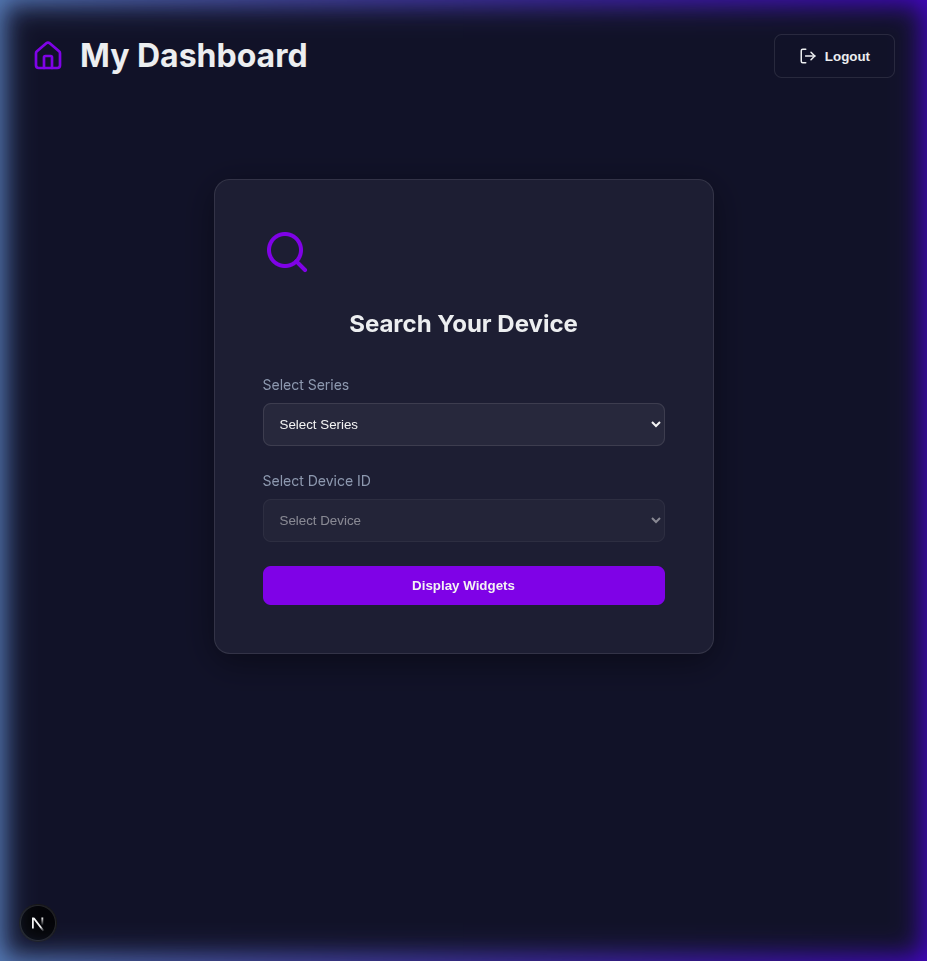 My Dashboard
Logout
Search Your Device
Select Series
Select Series
Select Device ID
Select Device
Display Widgets
N